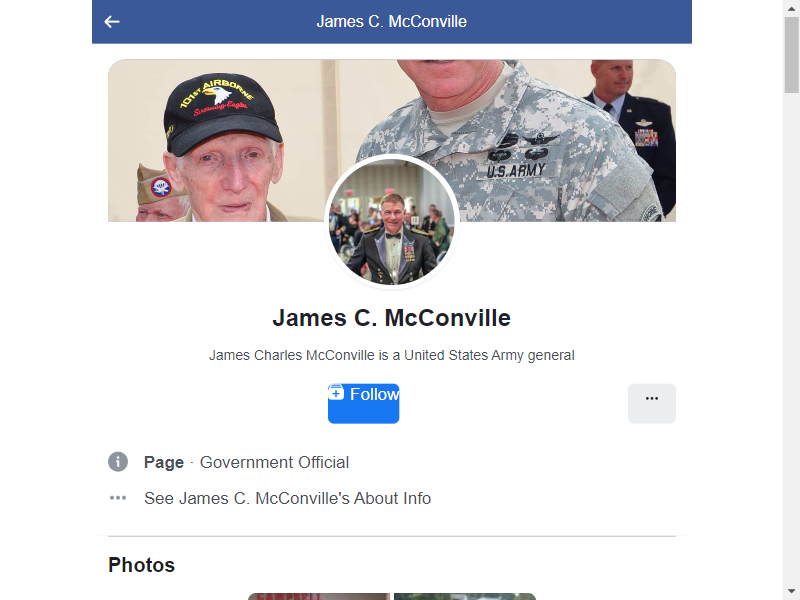 James C. McConville
101ST AIRBORNE
Screaming Eagles
U.S. ARMY
James C. McConville
James Charles McConville is a United States Army general
Follow
Page · Government Official
See James C. McConville's About Info
Photos